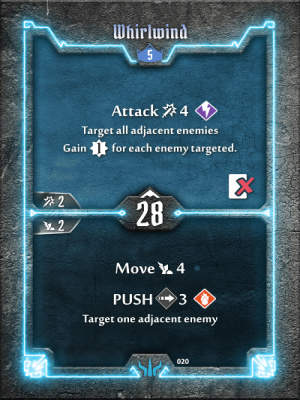 Whirlwind
5
Attack 4
Target all adjacent enemies
Gain 1 for each enemy targeted.
2
28
2
Move 4
PUSH 3
Target one adjacent enemy
020